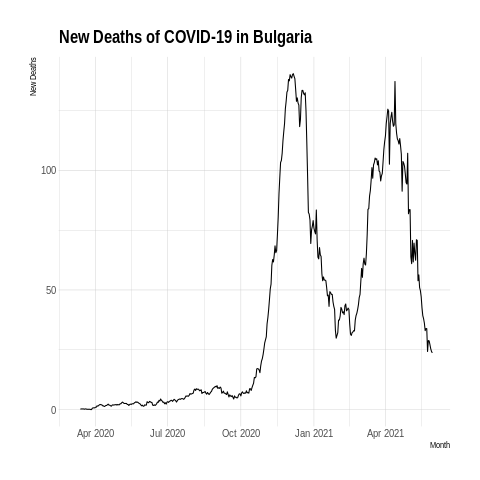 New Deaths of COVID-19 in Bulgaria
New Deaths
100
50
0
Apr 2020
Jul 2020
Oct 2020
Jan 2021
Apr 2021
Month